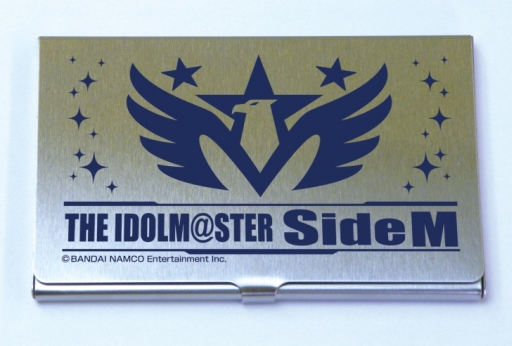 THE IDOLM@STER SideM
©BANDAI NAMCO Entertainment Inc.